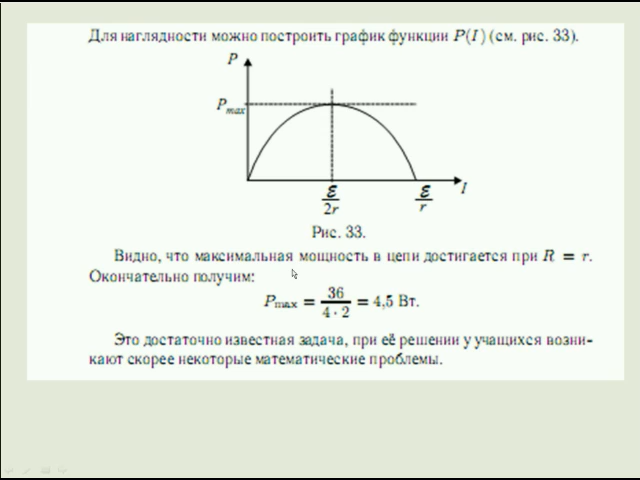 Для наглядности можно построить график функции P(I) (см. рис. 33).
P
P max
I
ε/2r
ε/r
Рис. 33.
Видно, что максимальная мощность в цепи достигается при R = r.
Окончательно получим:
P max = 36/(4 · 2) = 4,5 Вт.
Это достаточно известная задача, при её решении у учащихся возни-
кают скорее некоторые математические проблемы.